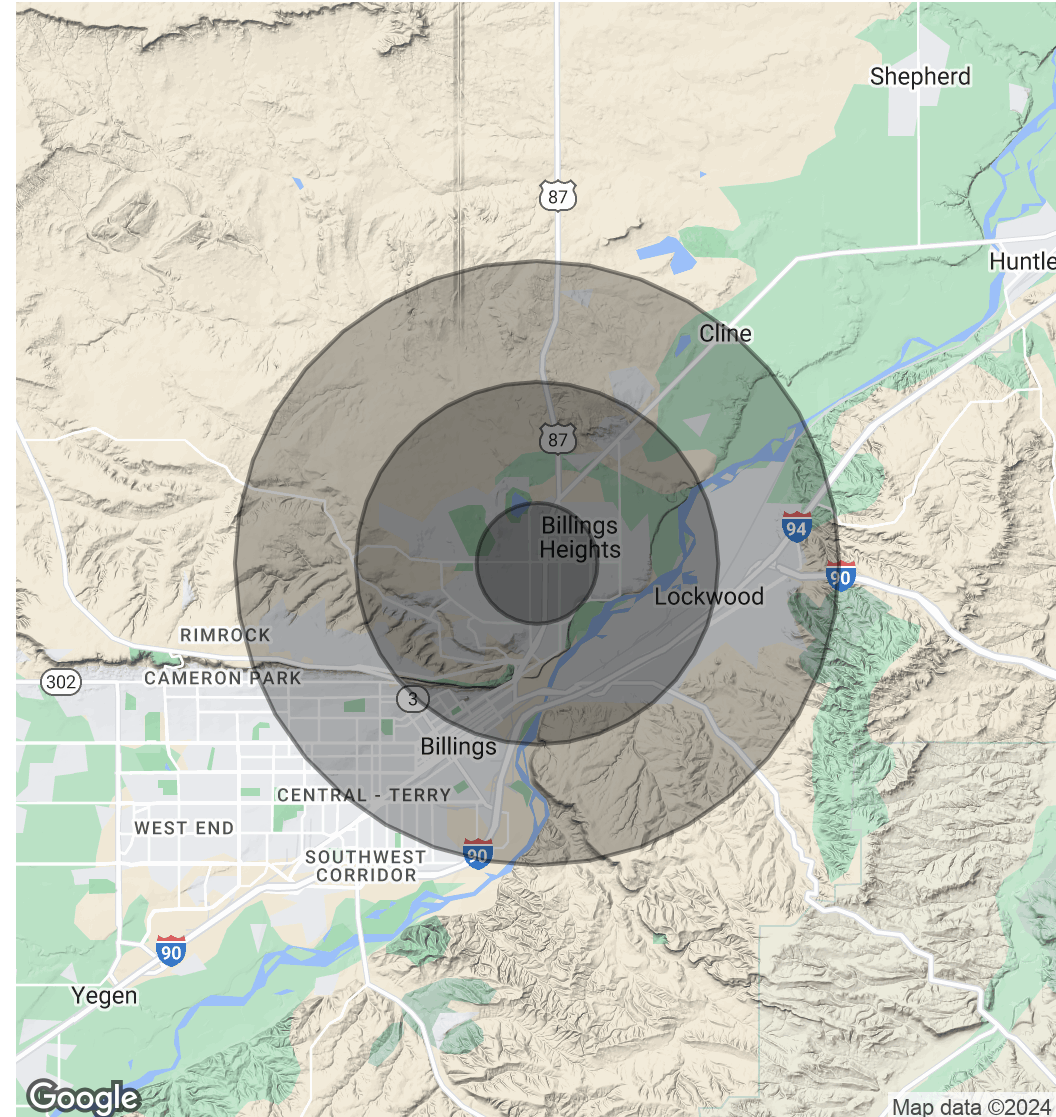 Shepherd
87
Huntle
Cline
87
Billings
Heights
94
90
Lockwood
RIMROCK
CAMERON PARK
302
3
Billings
CENTRAL - TERRY
WEST END
SOUTHWEST
CORRIDOR
90
90
Yegen
Google
Map data ©2024